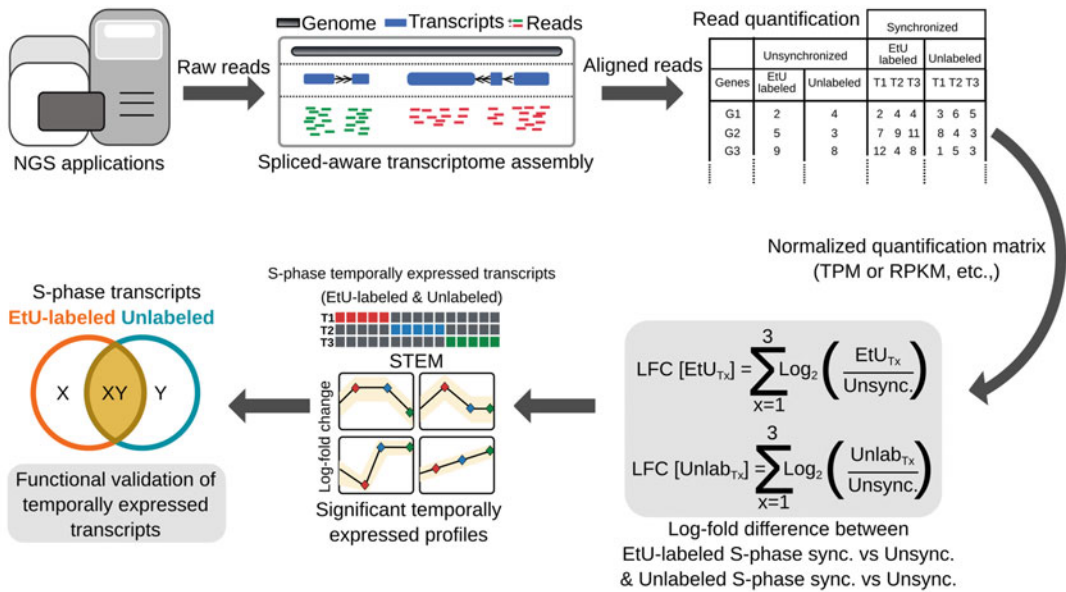 Genome Transcripts Reads
Raw reads
NGS applications
Spliced-aware transcriptome assembly
Aligned reads
Read quantification
Synchronized
Unsynchronized
EtU labeled
Unlabeled
Genes
EtU labeled
Unlabeled
T1 T2 T3
T1 T2 T3
G1 2 4 2 4 4 3 6 5
G2 5 3 7 9 11 8 4 3
G3 9 8 12 4 8 1 5 3
Normalized quantification matrix
(TPM or RPKM, etc.,)
LFC [EtU_Tx] = 3 ∑ x=1 Log2 (EtU_Tx / Unsync.)
LFC [Unlab_Tx] = 3 ∑ x=1 Log2 (Unlab_Tx / Unsync.)
Log-fold difference between
EtU-labeled S-phase sync. vs Unsync.
& Unlabeled S-phase sync. vs Unsync.
S-phase temporally expressed transcripts
(EtU-labeled & Unlabeled)
T1
T2
T3
STEM
Log-fold change
Significant temporally
expressed profiles
S-phase transcripts
EtU-labeled Unlabeled
X XY Y
Functional validation of
temporally expressed
transcripts